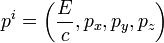 p^i = \left( \frac{E}{c}, p_x, p_y, p_z \right)